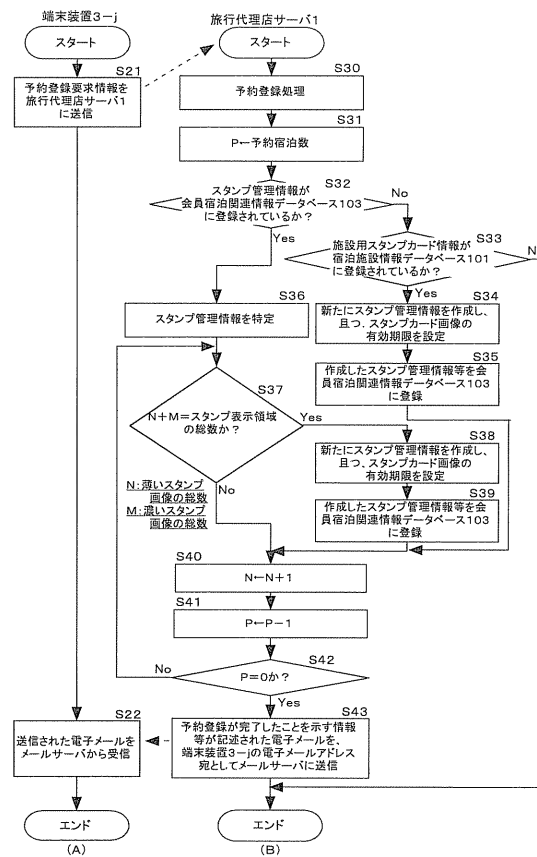 端末装置3-j
スタート
S21
予約登録要求情報を
旅行代理店サーバ1
に送信
旅行代理店サーバ1
スタート
S30
予約登録処理
S31
P←予約宿泊数
S32
スタンプ管理情報が
会員宿泊関連情報データベース103
に登録されているか？
No
Yes
S33
施設用スタンプカード情報が
宿泊施設情報データベース101
に登録されているか？
N
Yes
S34
新たにスタンプ管理情報を作成し、
且つ、スタンプカード画像の
有効期限を設定
S35
作成したスタンプ管理情報等を会
員宿泊関連情報データベース103
に登録
S36
スタンプ管理情報を特定
S37
N+M=スタンプ表示領域
の総数か？
Yes
No
N:薄いスタンプ
画像の総数
M:濃いスタンプ
画像の総数
S38
新たにスタンプ管理情報を作成し、
且つ、スタンプカード画像の
有効期限を設定
S39
作成したスタンプ管理情報等を会
員宿泊関連情報データベース103
に登録
S40
N←N+1
S41
P←P-1
S42
P=0か？
No
Yes
S43
予約登録が完了したことを示す情報
等が記述された電子メールを、
端末装置3-jの電子メールアドレス
宛としてメールサーバに送信
S22
送信された電子メールを
メールサーバから受信
エンド
エンド
(A)
(B)